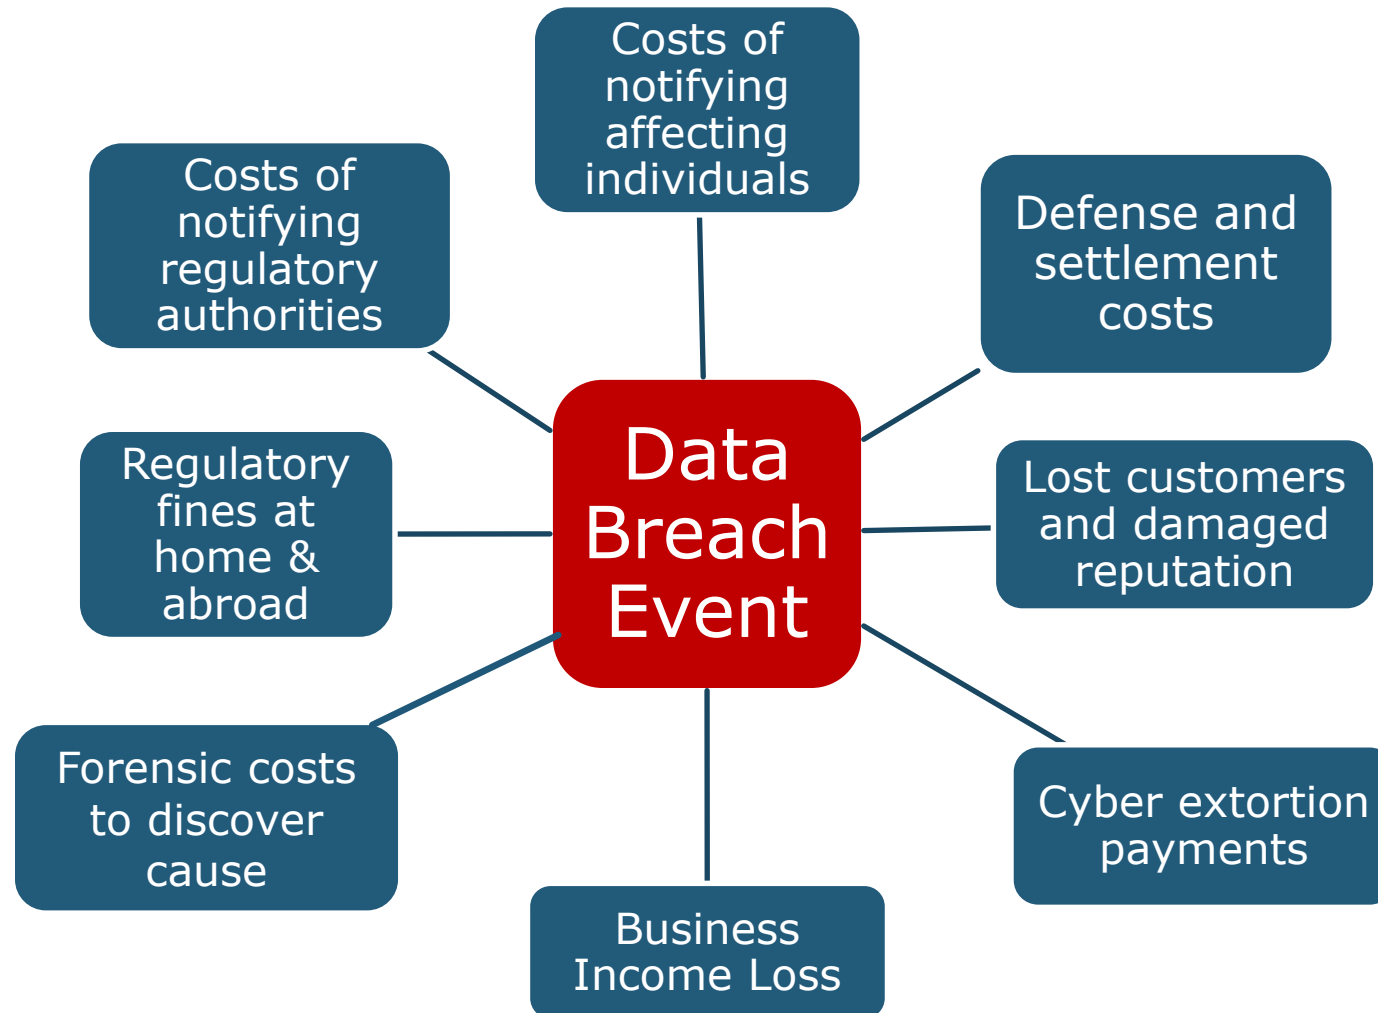 Costs of
notifying
affecting
individuals
Costs of
notifying
regulatory
authorities
Defense and
settlement
costs
Data
Breach
Event
Regulatory
fines at
home &
abroad
Lost customers
and damaged
reputation
Forensic costs
to discover
cause
Cyber extortion
payments
Business
Income Loss